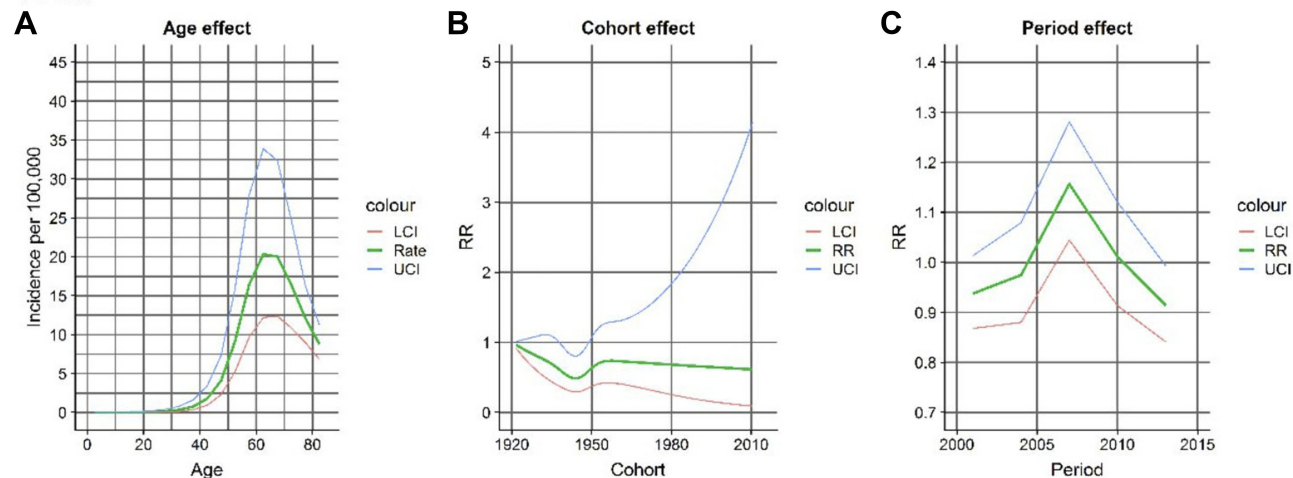 A
Age effect
45
40
35
30
25
20
15
10
5
0
Incidence per 100,000
0 20 40 60 80
Age
colour
LCI
Rate
UCI
B
Cohort effect
5
4
3
2
1
0
RR
1920 1950 1980 2010
Cohort
colour
LCI
RR
UCI
C
Period effect
1.4
1.3
1.2
1.1
1.0
0.9
0.8
0.7
RR
2000 2005 2010 2015
Period
colour
LCI
RR
UCI